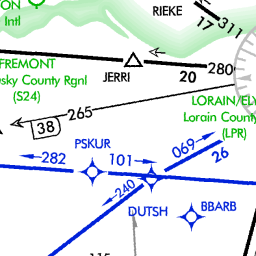 ON
Intl
RIEKE
17
311
FREMONT
sky County Rgnl
(S24)
JERRI
20
280
LORAIN/ELY
Lorain County
(LPR)
265
38
PSKUR
282
101
069
26
240
DUTSH
BBARB